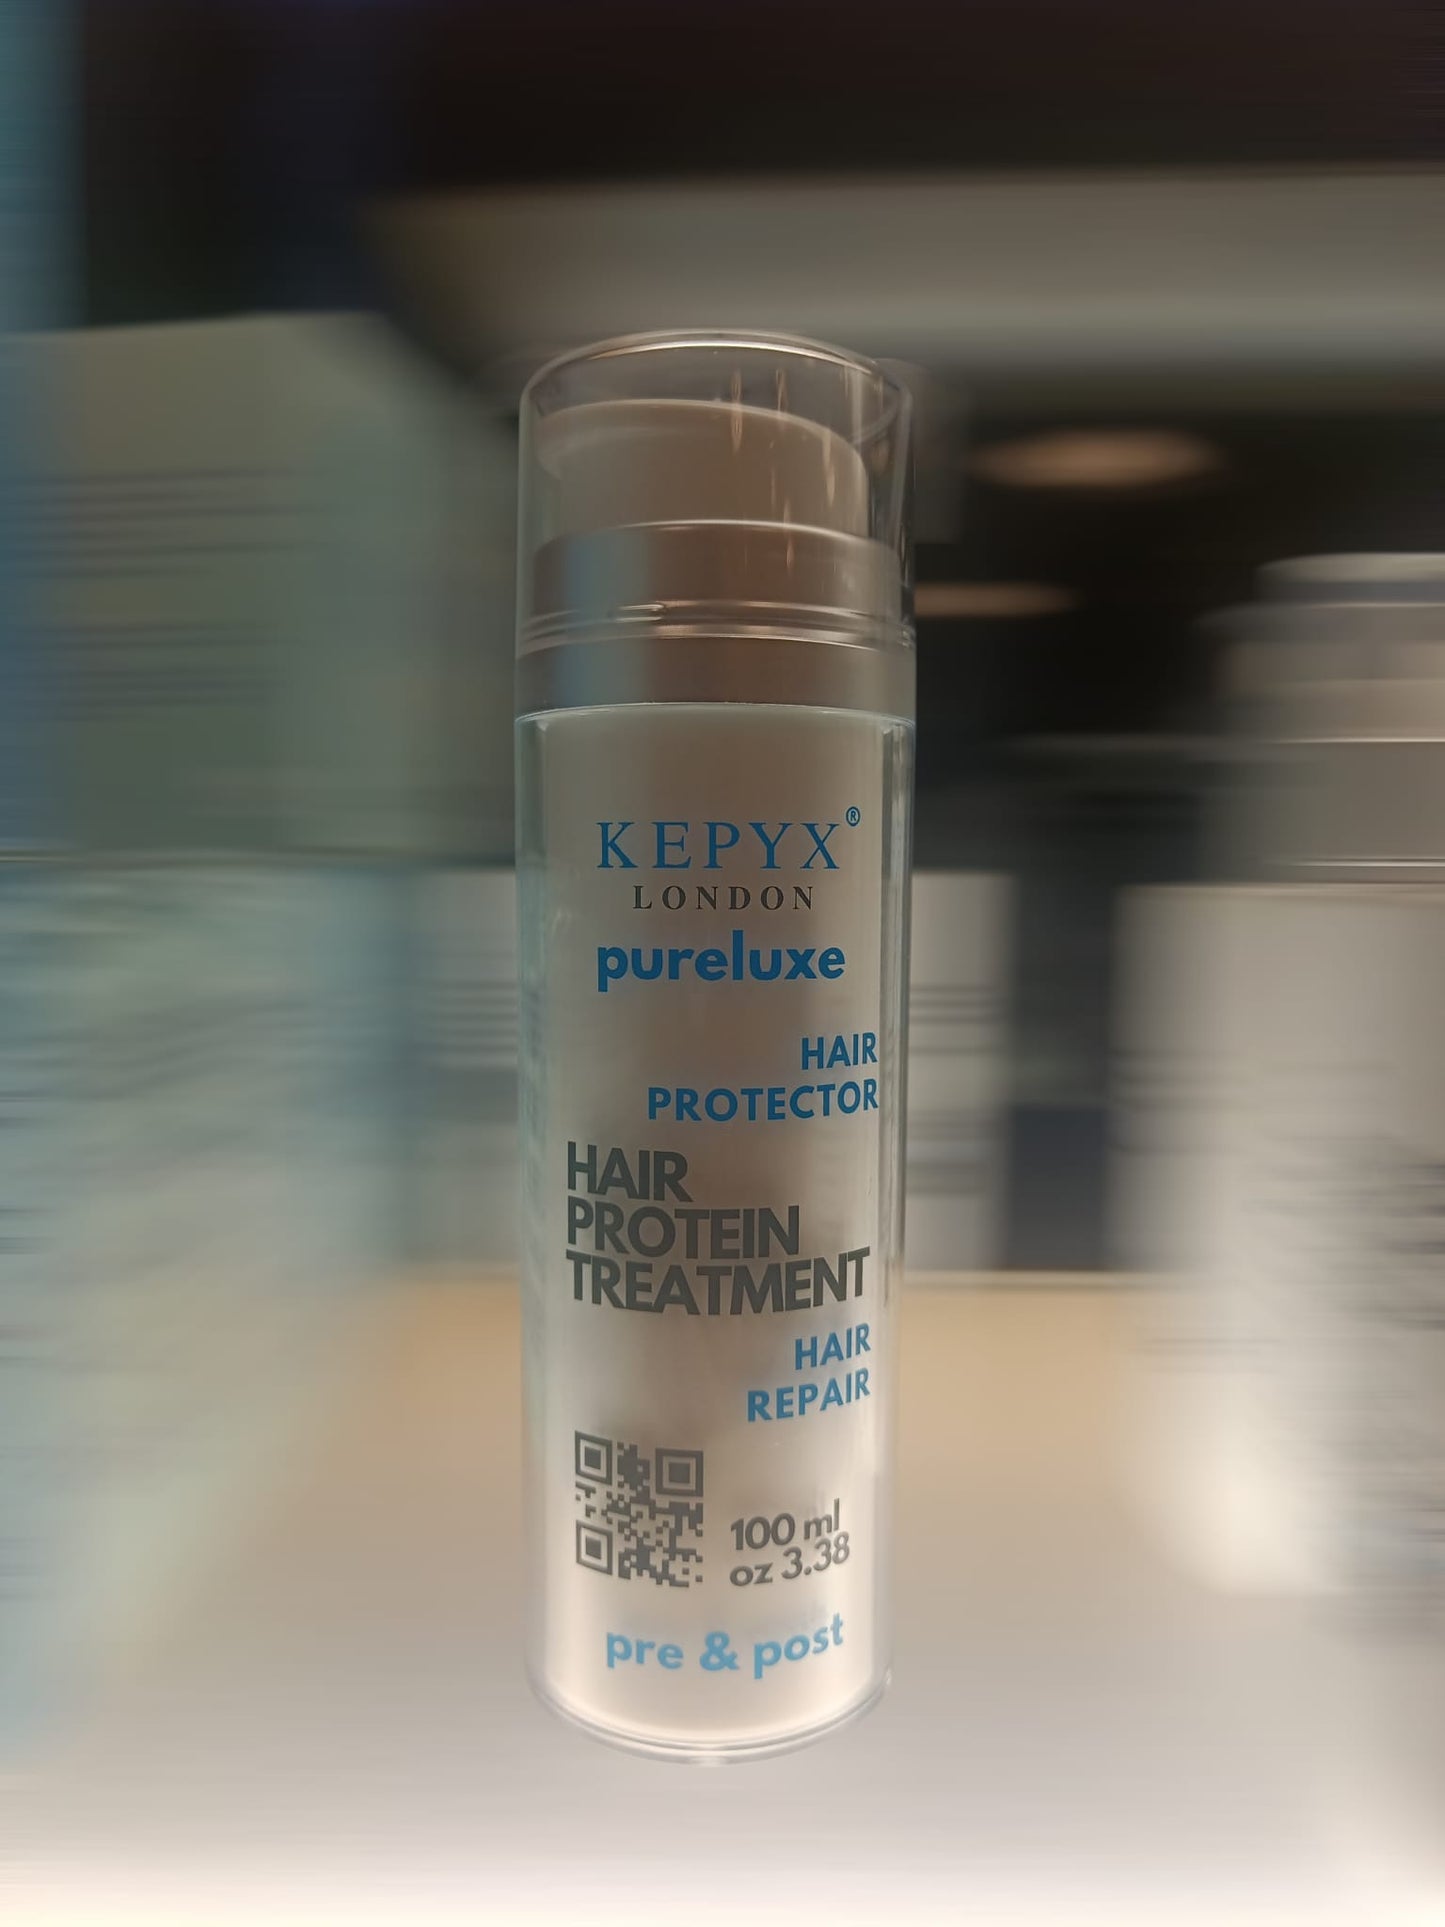 KEPYX®
LONDON
pureluxe
HAIR
PROTECTOR
HAIR
PROTEIN
TREATMENT
HAIR
REPAIR
100 ml
oz 3.38
pre & post